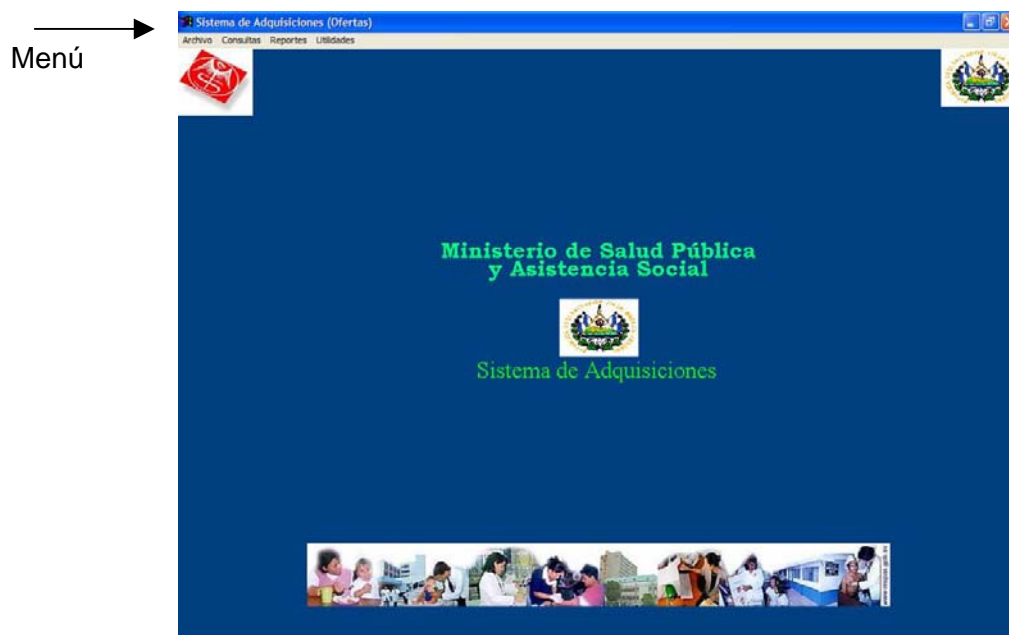 Sistema de Adquisiciones (Ofertas)
Archivo Consultas Reportes Utilidades
Menú
Ministerio de Salud Pública
y Asistencia Social
Sistema de Adquisiciones